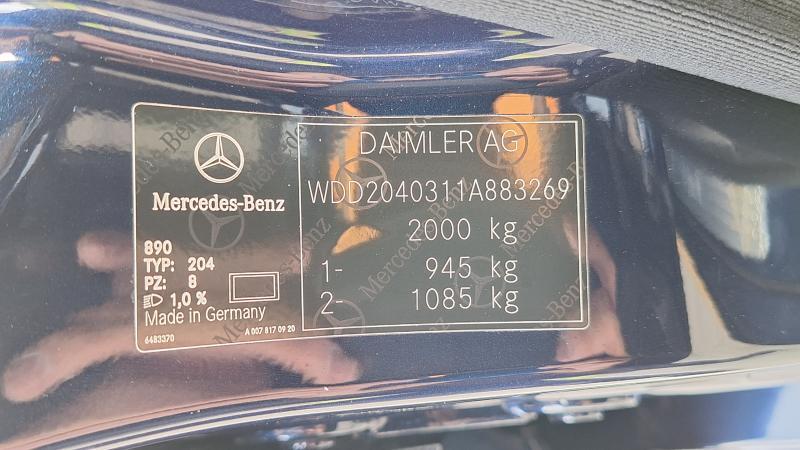 Mercedes-Benz
890
TYP: 204
PZ: 8
1,0 %
Made in Germany
6483370
A 007 817 09 20
DAIMLER AG
WDD2040311A883269
2000 kg
1- 945 kg
2- 1085 kg